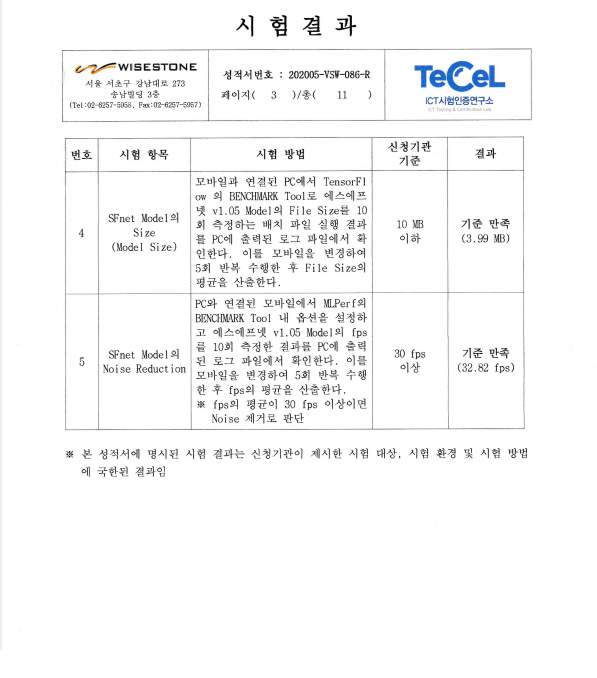 시 험 결 과
WISESTONE
서울 서초구 강남대로 273
송남빌딩 3층
(Tel:02-6257-5958, Fax:02-6257-5957)
성적서번호 : 202005-VSW-086-R
페이지( 3 )/총( 11 )
TeCeL
ICT시험인증연구소
ICT Testing & Certification Lab.
번호
시험 항목
시험 방법
신청기관
기준
결과
4
SFnet Model의
Size
(Model Size)
모바일과 연결된 PC에서 TensorFl
ow 의 BENCHMARK Tool로 에스에프
넷 v1.05 Model의 File Size를 10
회 측정하는 배치 파일 실행 결과
를 PC에 출력된 로그 파일에서 확
인한다. 이를 모바일을 변경하여
5회 반복 수행한 후 File Size의
평균을 산출한다.
10 MB
이하
기준 만족
(3.99 MB)
5
SFnet Model의
Noise Reduction
PC와 연결된 모바일에서 MLPerf의
BENCHMARK Tool 내 옵션을 설정하
고 에스에프넷 v1.05 Model의 fps
를 10회 측정한 결과를 PC에 출력
된 로그 파일에서 확인한다. 이를
모바일을 변경하여 5회 반복 수행
한 후 fps의 평균을 산출한다.
※ fps의 평균이 30 fps 이상이면
Noise 제거로 판단
30 fps
이상
기준 만족
(32.82 fps)
※ 본 성적서에 명시된 시험 결과는 신청기관이 제시한 시험 대상, 시험 환경 및 시험 방법
에 국한된 결과임